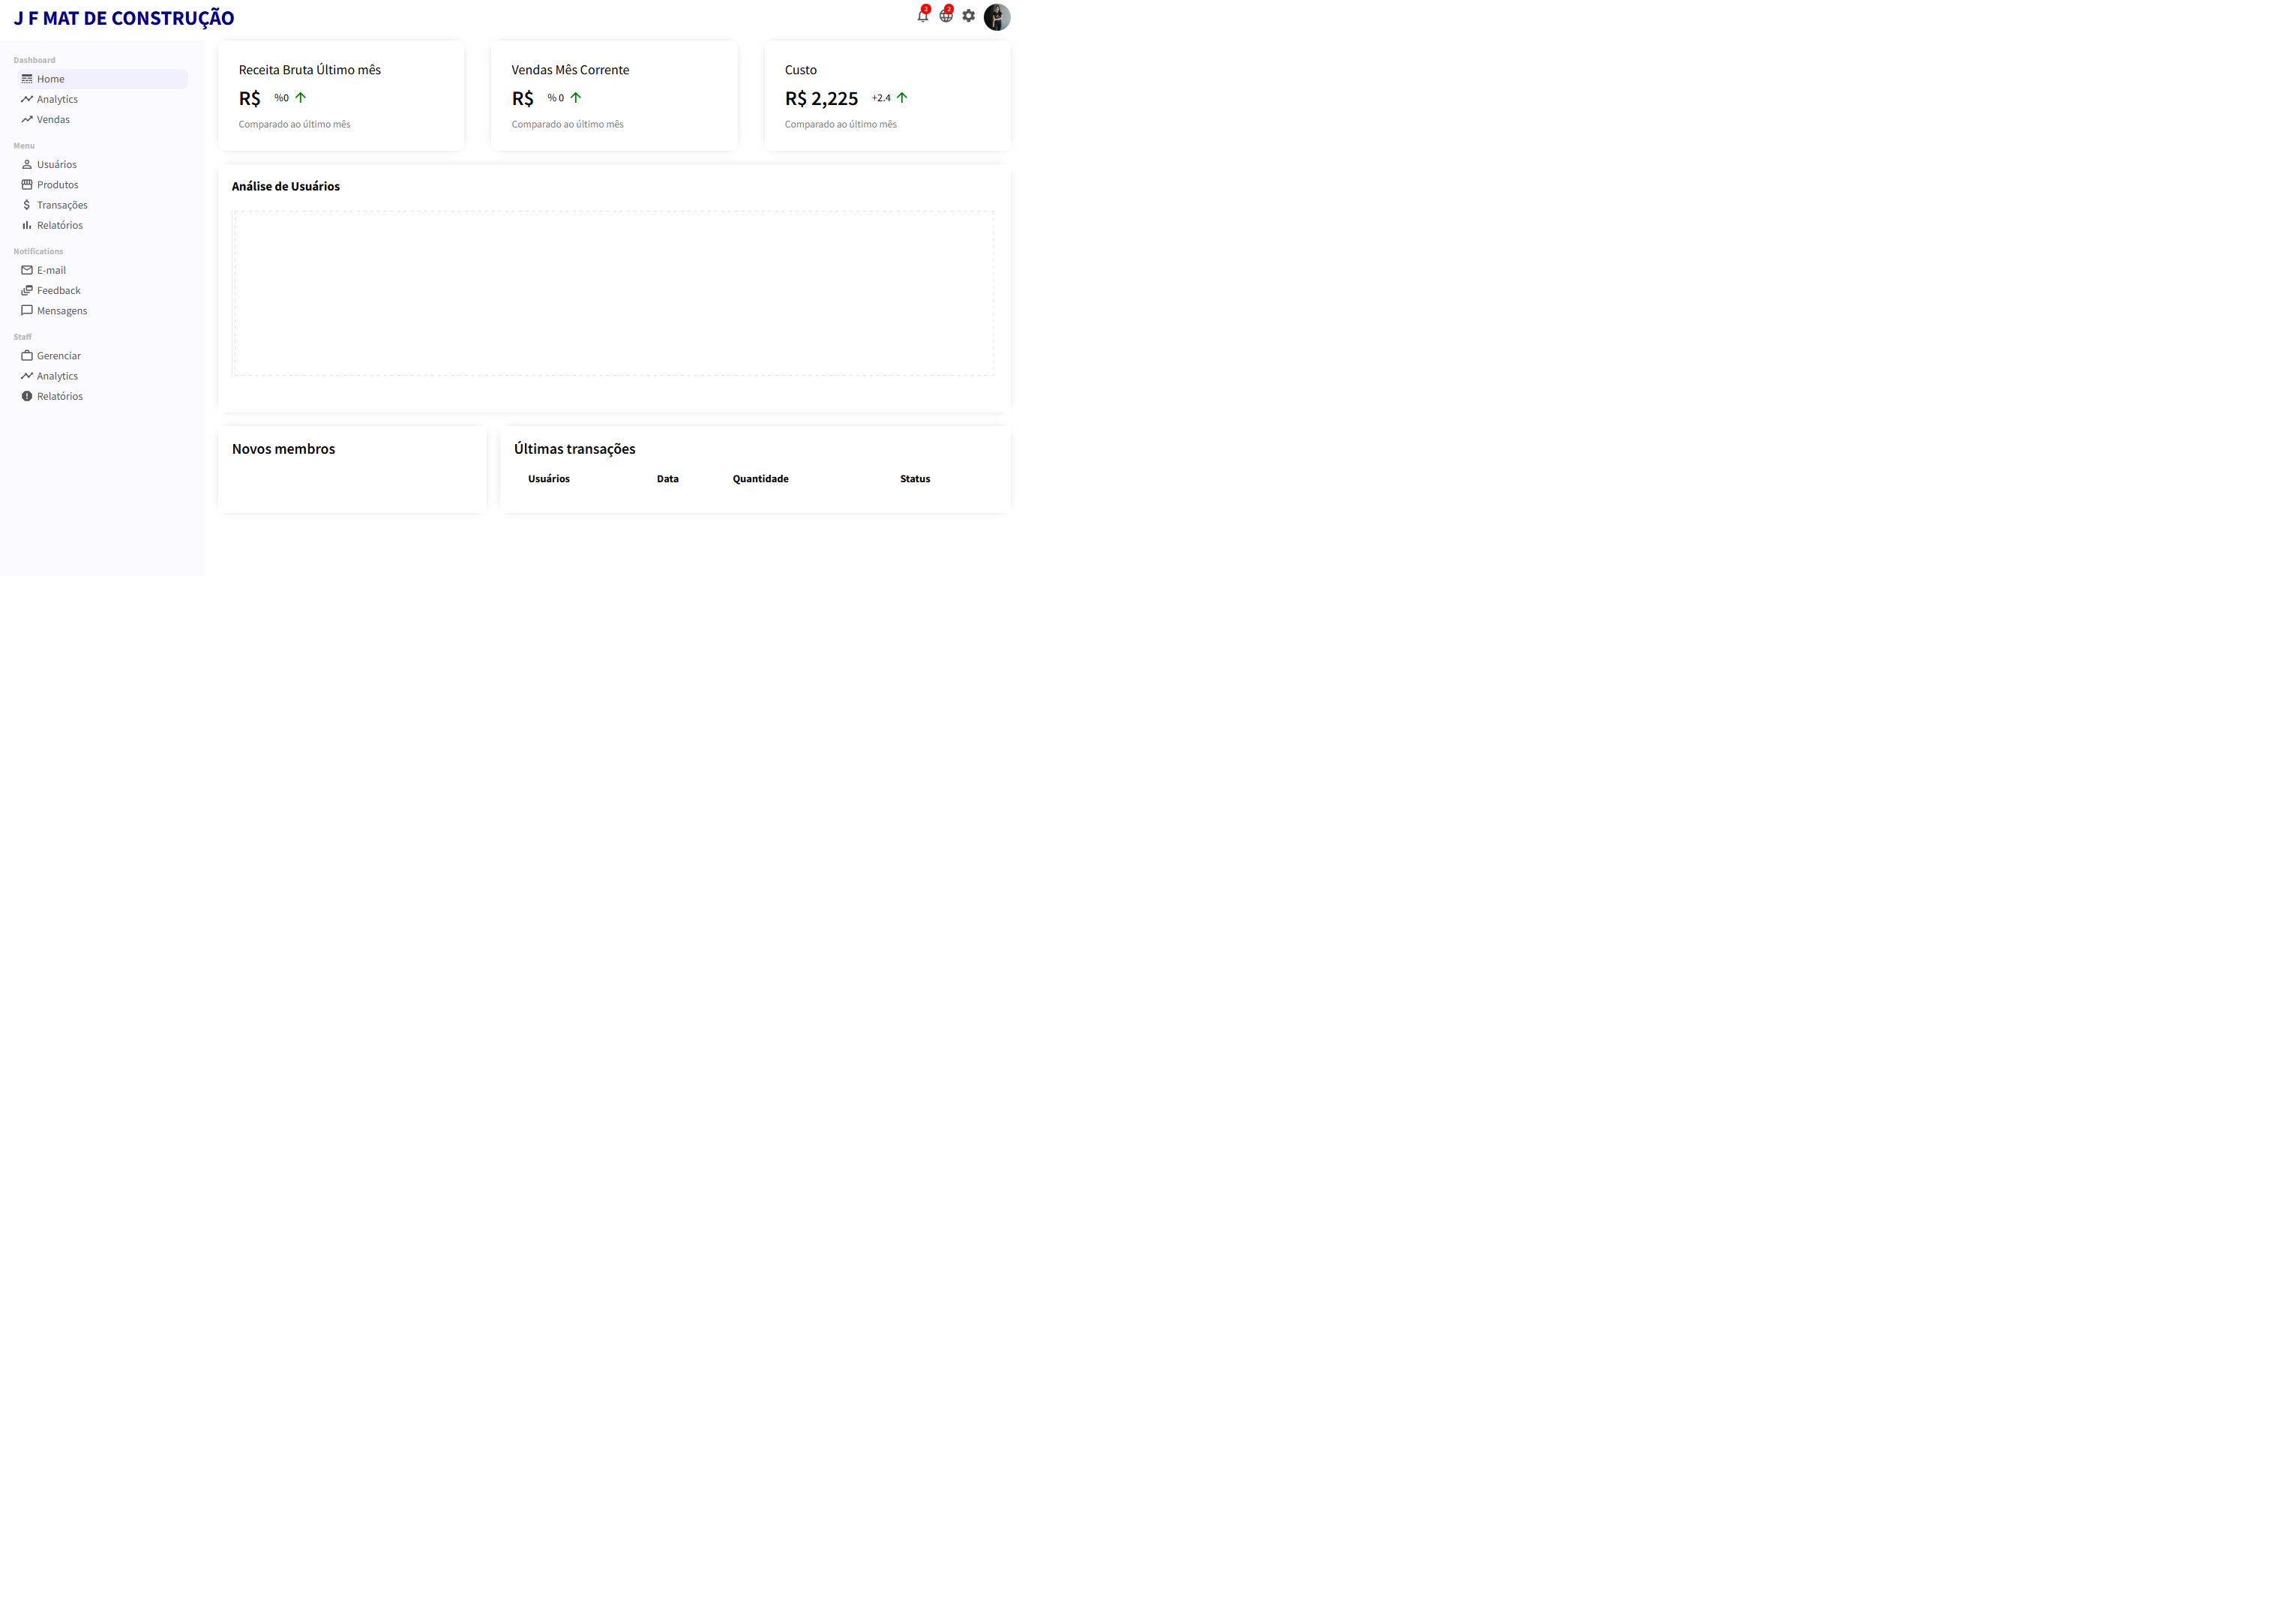 J F MAT DE CONSTRUÇÃO
2
2
Dashboard
Home
Analytics
Vendas
Menu
Usuários
Produtos
Transações
Relatórios
Notifications
E-mail
Feedback
Mensagens
Staff
Gerenciar
Analytics
Relatórios
Receita Bruta Último mês
R$ %0
Comparado ao último mês
Vendas Mês Corrente
R$ % 0
Comparado ao último mês
Custo
R$ 2,225 +2.4
Comparado ao último mês
Análise de Usuários
Novos membros
Últimas transações
Usuários Data Quantidade Status